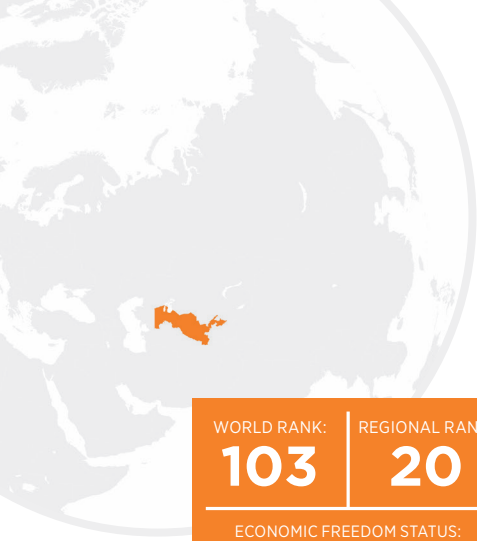 WORLD RANK:
REGIONAL RAN
103
20
ECONOMIC FREEDOM STATUS: